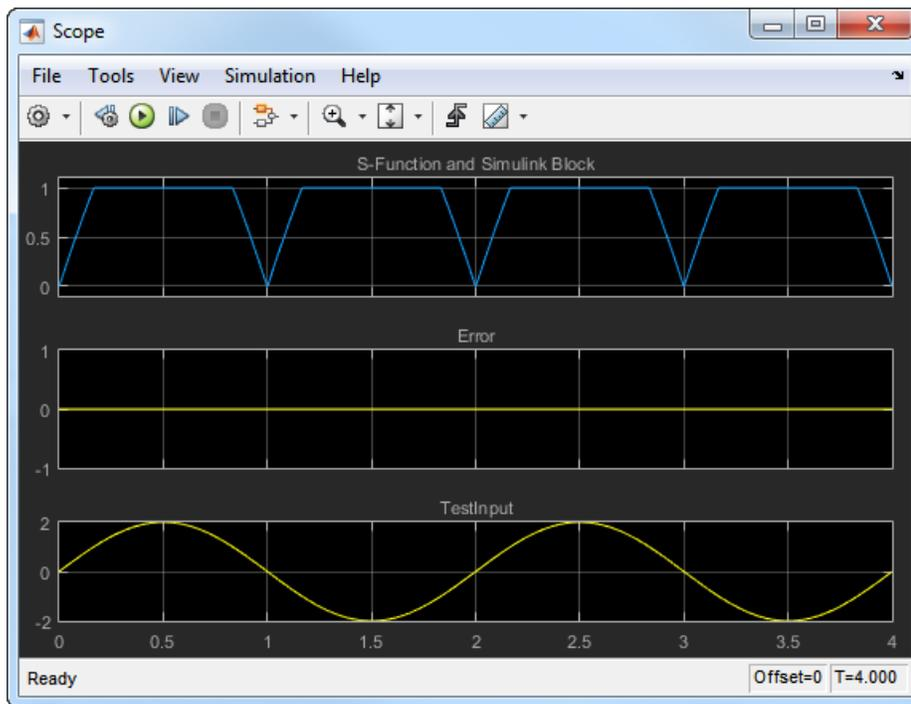 Scope
File Tools View Simulation Help
S-Function and Simulink Block
1
0.5
0
Error
1
0
-1
TestInput
2
0
-2
0 0.5 1 1.5 2 2.5 3 3.5 4
Ready Offset=0 T=4.000